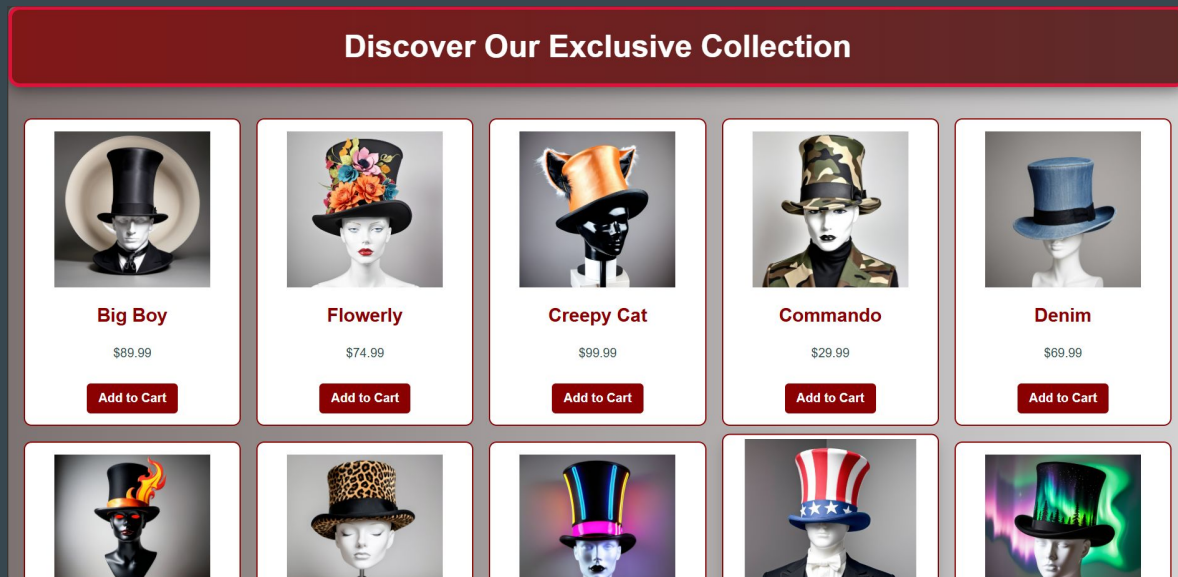 Discover Our Exclusive Collection
Big Boy
$89.99
Add to Cart
Flowerly
$74.99
Add to Cart
Creepy Cat
$99.99
Add to Cart
Commando
$29.99
Add to Cart
Denim
$69.99
Add to Cart